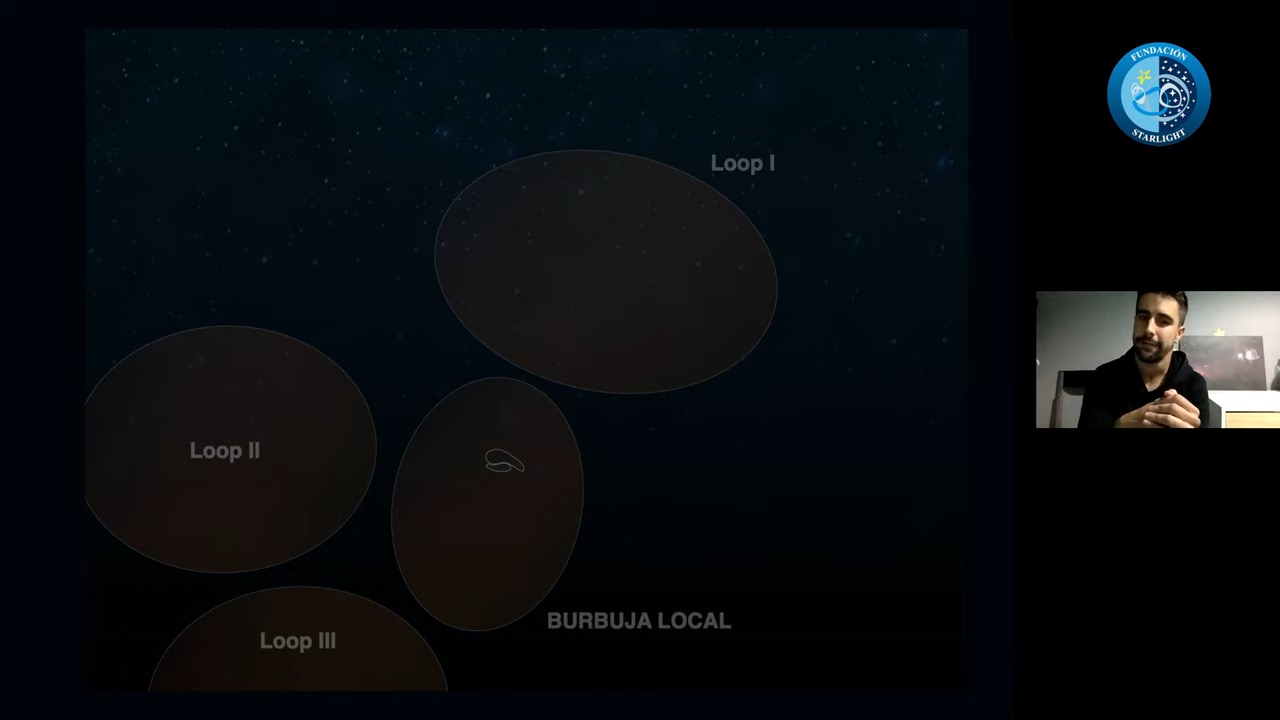 Loop I
Loop II
BURBUJA LOCAL
Loop III
FUNDACIÓN
STARLIGHT